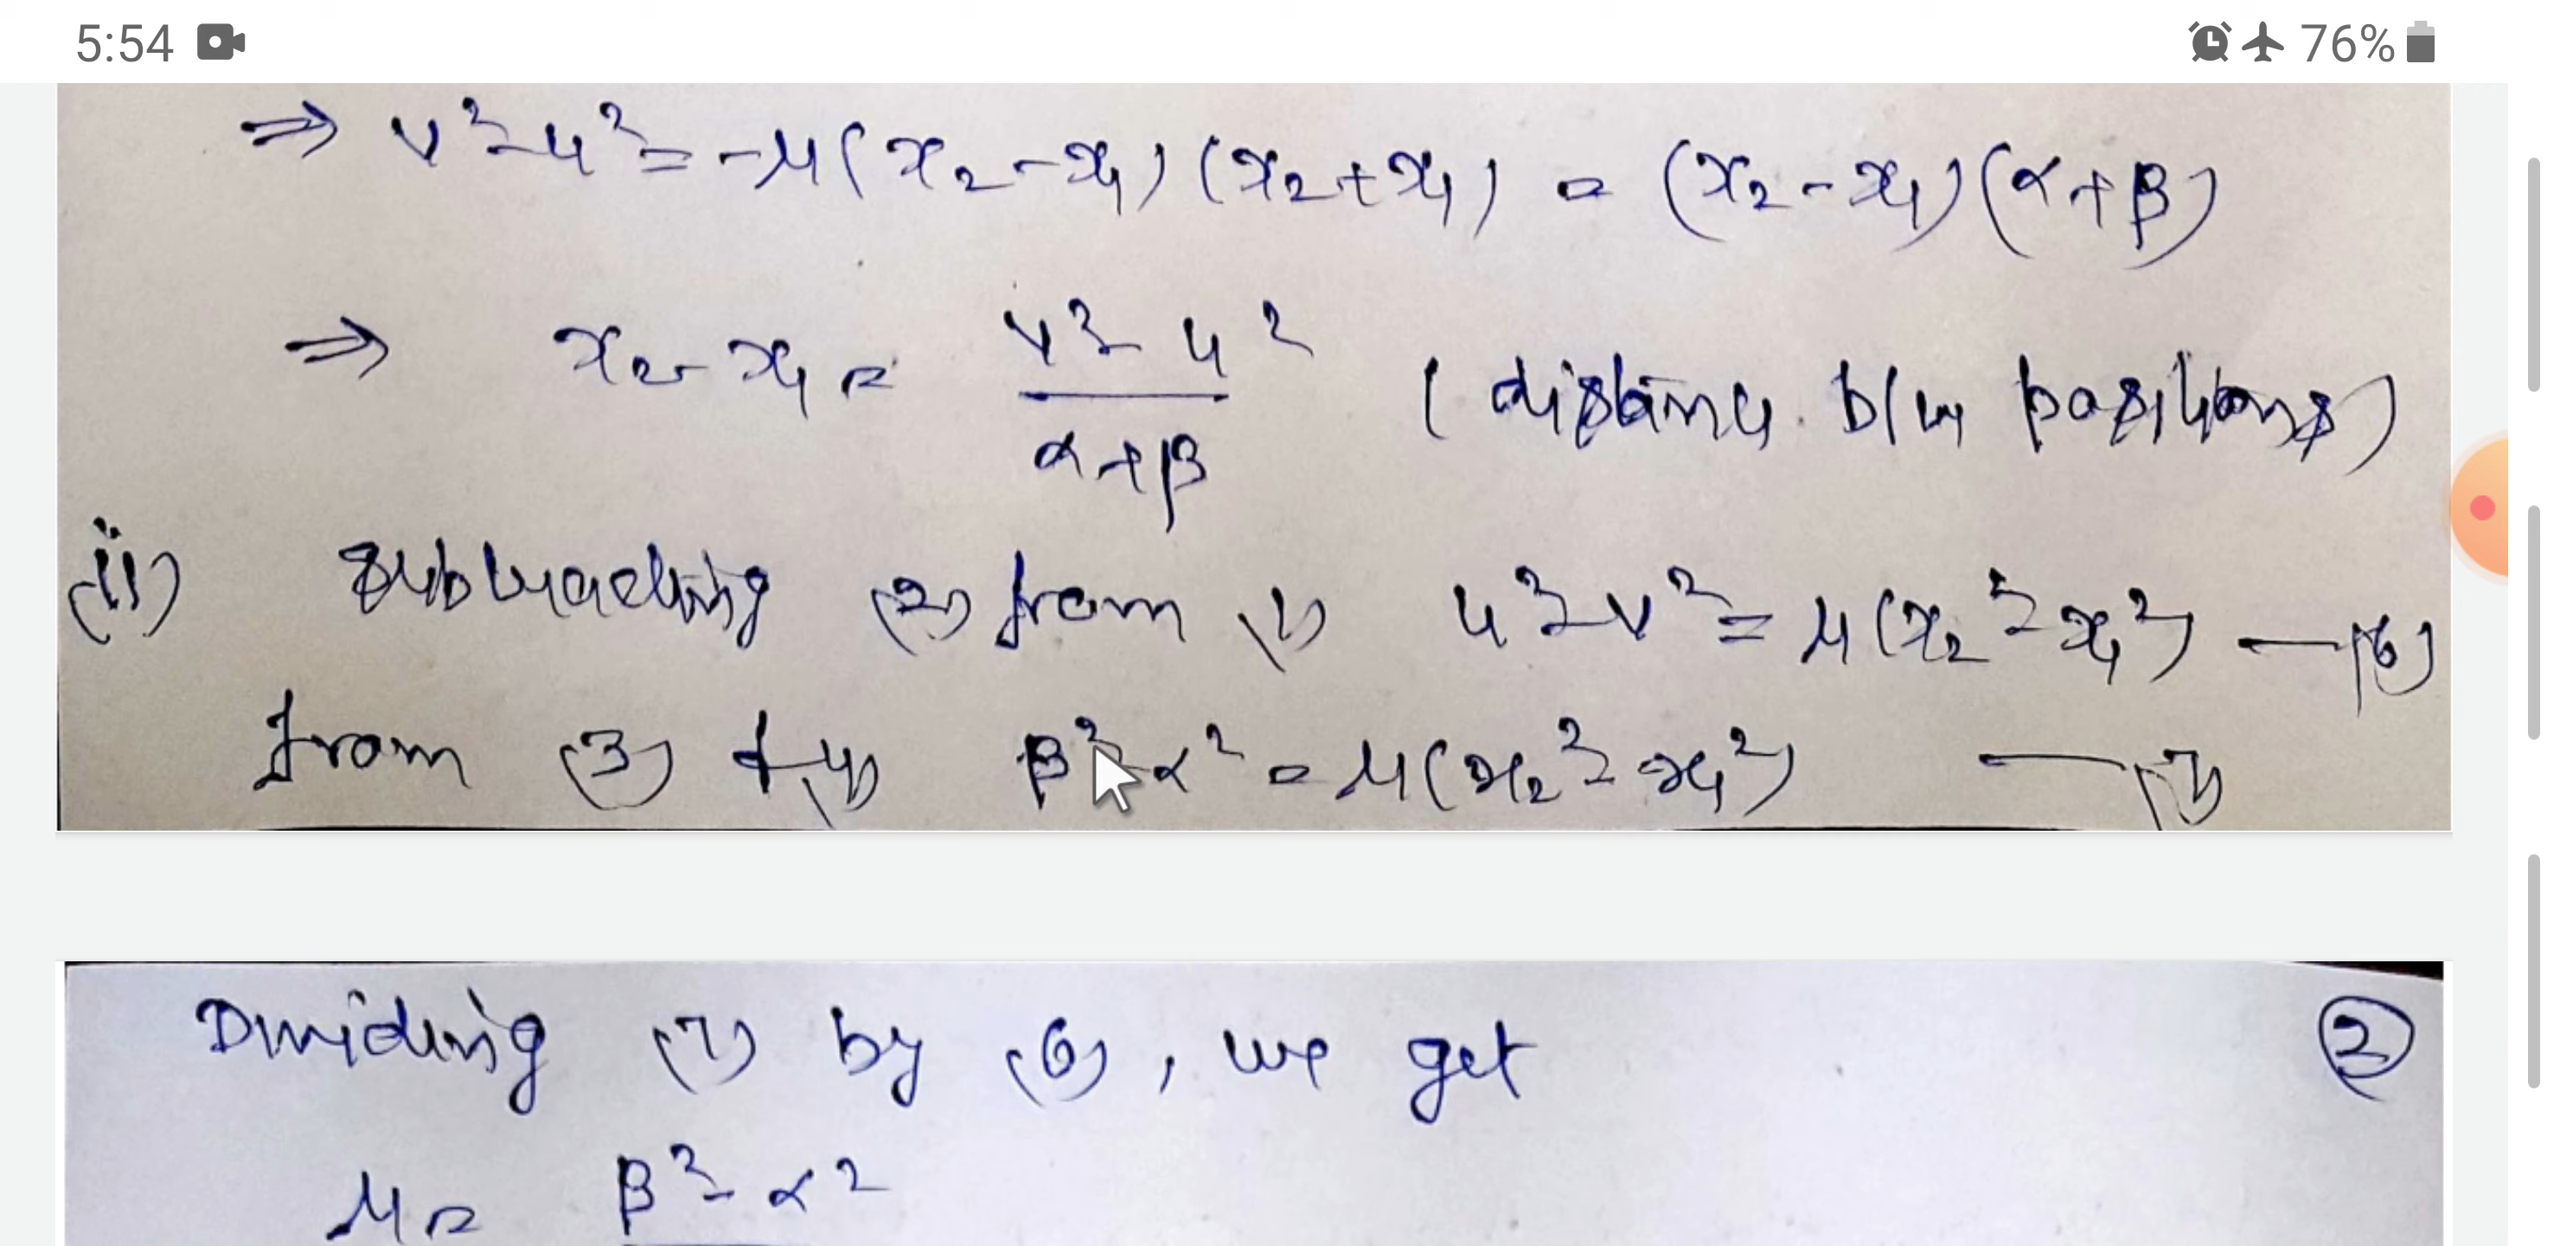 5:54 76%
⇒ v² - u² = -μ(x₂ - x₁)(x₂ + x₁) = (x₂ - x₁)(α + β)
⇒ x₂ - x₁ = (v² - u²)/(α + β) (distance b/w positions)
(ii) Subtracting (2) from (1) u² - v² = μ(x₂² - x₁²) — (6)
from (3) & (4) β² - α² = μ(x₂² - x₁²) — (7)
Dividing (7) by (6), we get ②
μ = β² - α²